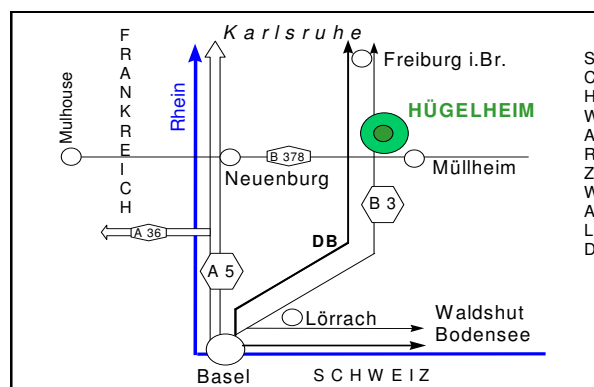 Karlsruhe
FRANKREICH
Freiburg i.Br.
SCHWARZWALD
Mulhouse
Rhein
HÜGELHEIM
B 378
Neuenburg
Müllheim
B 3
A 36
DB
A 5
Lörrach
Waldshut
Bodensee
Basel
SCHWEIZ